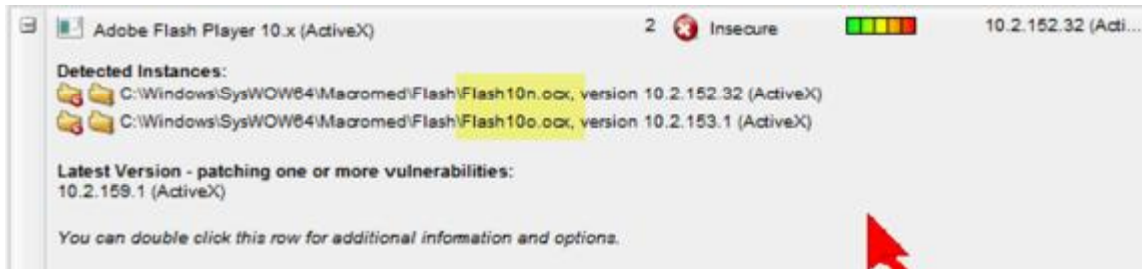 Adobe Flash Player 10.x (ActiveX) 2 Insecure 10.2.152.32 (Acti...
Detected Instances:
C:\Windows\SysWOW64\Macromed\Flash\Flash10n.ocx, version 10.2.152.32 (ActiveX)
C:\Windows\SysWOW64\Macromed\Flash\Flash10o.ocx, version 10.2.153.1 (ActiveX)
Latest Version - patching one or more vulnerabilities:
10.2.159.1 (ActiveX)
You can double click this row for additional information and options.